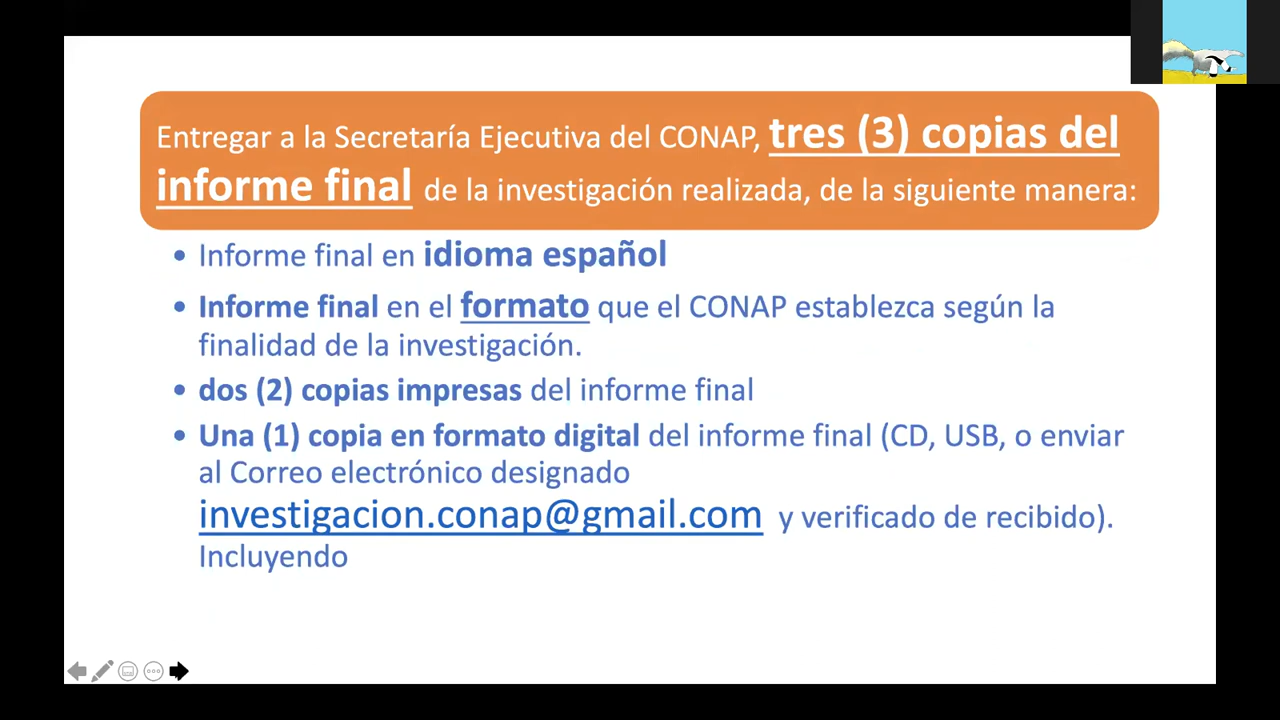 Entregar a la Secretaría Ejecutiva del CONAP, tres (3) copias del
informe final de la investigación realizada, de la siguiente manera:
• Informe final en idioma español
• Informe final en el formato que el CONAP establezca según la
finalidad de la investigación.
• dos (2) copias impresas del informe final
• Una (1) copia en formato digital del informe final (CD, USB, o enviar
al Correo electrónico designado
investigacion.conap@gmail.com y verificado de recibido).
Incluyendo